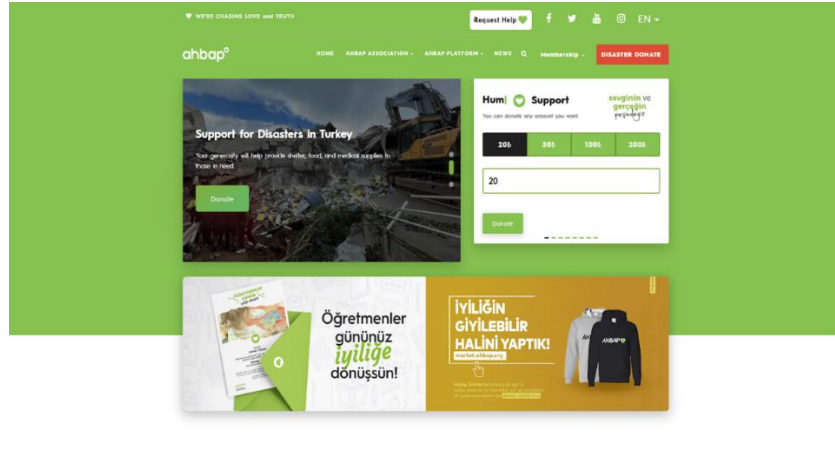 WE'RE CHASING LOVE and TRUTH
Request Help
EN
ahbap
HOME
AHBAP ASSOCIATION
AHBAP PLATFORM
NEWS
Membership
DISASTER DONATE
Support for Disasters in Turkey
Your generosity will help provide shelter, food, and medical supplies to
those in need.
Donate
Hum| Support
You can donate any amount you want
sevginin ve
gerçeğin
peşindeyiz
20₺
50₺
100₺
200₺
20
Donate
Öğretmenler
gününüz
iyiliğe
dönüşsün!
İYİLİĞİN
GİYİLEBİLİR
HALİNİ YAPTIK!
market.ahbap.org
AHBAP